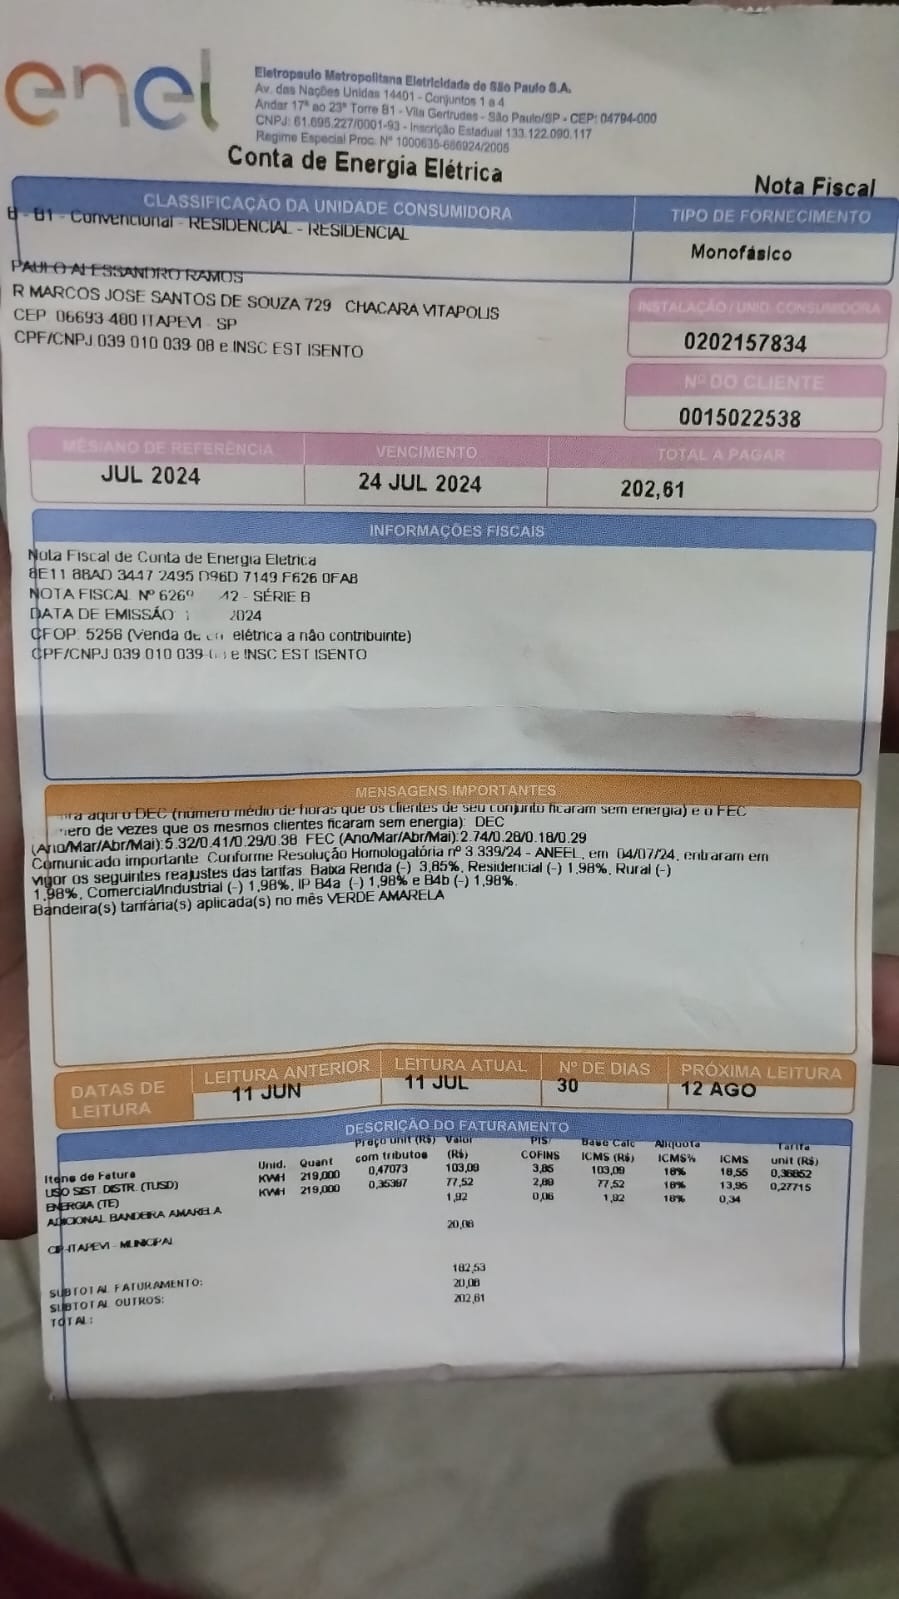 enel
Eletropaulo Metropolitana Eletricidade de São Paulo S.A.
Av. das Nações Unidas 14401 - Conjuntos 1 a 4
Andar 17º ao 23º Torre B1 - Vila Gertrudes - São Paulo/SP - CEP: 04794-000
CNPJ: 61.695.227/0001-93 - Inscrição Estadual 133.122.090.117
Regime Especial Proc. Nº 1000635-686924/2005
Conta de Energia Elétrica
Nota Fiscal
CLASSIFICAÇÃO DA UNIDADE CONSUMIDORA
TIPO DE FORNECIMENTO
B - B1 - Convencional - RESIDENCIAL - RESIDENCIAL
Monofásico
PAULO ALESSANDRO RAMOS
R MARCOS JOSE SANTOS DE SOUZA 729 CHACARA VITAPOLIS
CEP 06693 480 ITAPEVI - SP
CPF/CNPJ 039 010 039 08 e INSC EST ISENTO
INSTALAÇÃO / UNID. CONSUMIDORA
0202157834
Nº DO CLIENTE
0015022538
MÊS/ANO DE REFERÊNCIA
VENCIMENTO
TOTAL A PAGAR
JUL 2024
24 JUL 2024
202,61
INFORMAÇÕES FISCAIS
Nota Fiscal de Conta de Energia Eletrica
8E11 8BAD 3447 2495 D96D 7149 F626 0FAB
NOTA FISCAL Nº 6269 42 - SÉRIE B
DATA DE EMISSÃO 2024
CFOP: 5258 (Venda de elétrica a não contribuinte)
CPF/CNPJ 039 010 039 e INSC EST ISENTO
MENSAGENS IMPORTANTES
aqui o DEC (número médio de horas que os clientes de seu conjunto ficaram sem energia) e o FEC
de vezes que os mesmos clientes ficaram sem energia): DEC
(Ano/Mar/Abr/Mai):5.32/0.41/0.29/0.38 FEC (Ano/Mar/Abr/Mai):2.74/0.28/0.18/0.29
Comunicado importante Conforme Resolução Homologatória nº 3 339/24 - ANEEL, em 04/07/24, entraram em
vigor os seguintes reajustes das tarifas. Baixa Renda (-) 3,85%, Residencial (-) 1,98%, Rural (-)
1,98%, Comercial/Industrial (-) 1,98%, IP B4a (-) 1,98% e B4b (-) 1,98%.
Bandeira(s) tarifária(s) aplicada(s) no mês VERDE AMARELA
DATAS DE LEITURA
LEITURA ANTERIOR
LEITURA ATUAL
Nº DE DIAS
PRÓXIMA LEITURA
11 JUN
11 JUL
30
12 AGO
DESCRIÇÃO DO FATURAMENTO
Itens de Fatura Unid. Quant Preço unit (R$) com tributos Valor (R$) PIS/ COFINS Base Calc ICMS (R$) Aliquota ICMS% ICMS Tarifa unit (R$)
USO SIST. DISTR. (TUSD) KWH 219,000 0,47073 103,09 3,85 103,09 18% 18,55 0,36852
ENERGIA (TE) KWH 219,000 0,35397 77,52 2,89 77,52 18% 13,95 0,27715
ADICIONAL BANDEIRA AMARELA 1,92 0,06 1,92 18% 0,34
CIP-ITAPEVI - MUNICIPAL 20,08
SUBTOTAL FATURAMENTO: 182,53
SUBTOTAL OUTROS: 20,08
TOTAL: 202,61